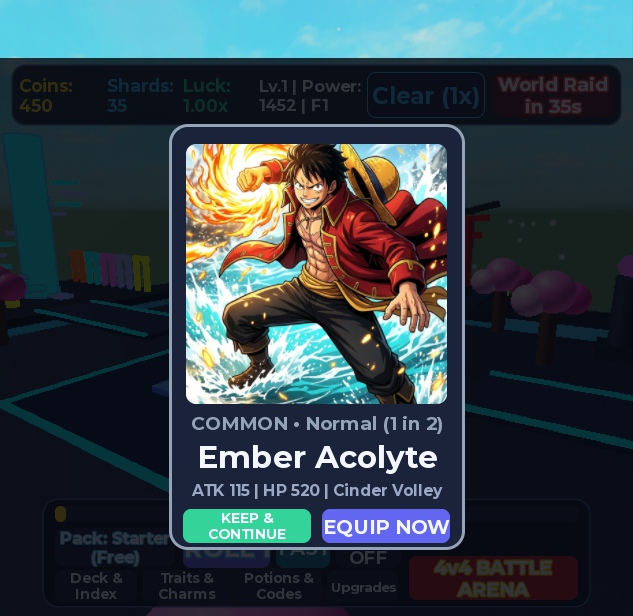 Coins: 450
Shards: 35
Luck: 1.00x
Lv.1 | Power: 1452 | F1
Clear (1x)
World Raid in 35s
COMMON • Normal (1 in 2)
Ember Acolyte
ATK 115 | HP 520 | Cinder Volley
KEEP & CONTINUE
EQUIP NOW
Pack: Starter (Free)
OFF
4v4 BATTLE ARENA
Deck & Index
Traits & Charms
Potions & Codes
Upgrades